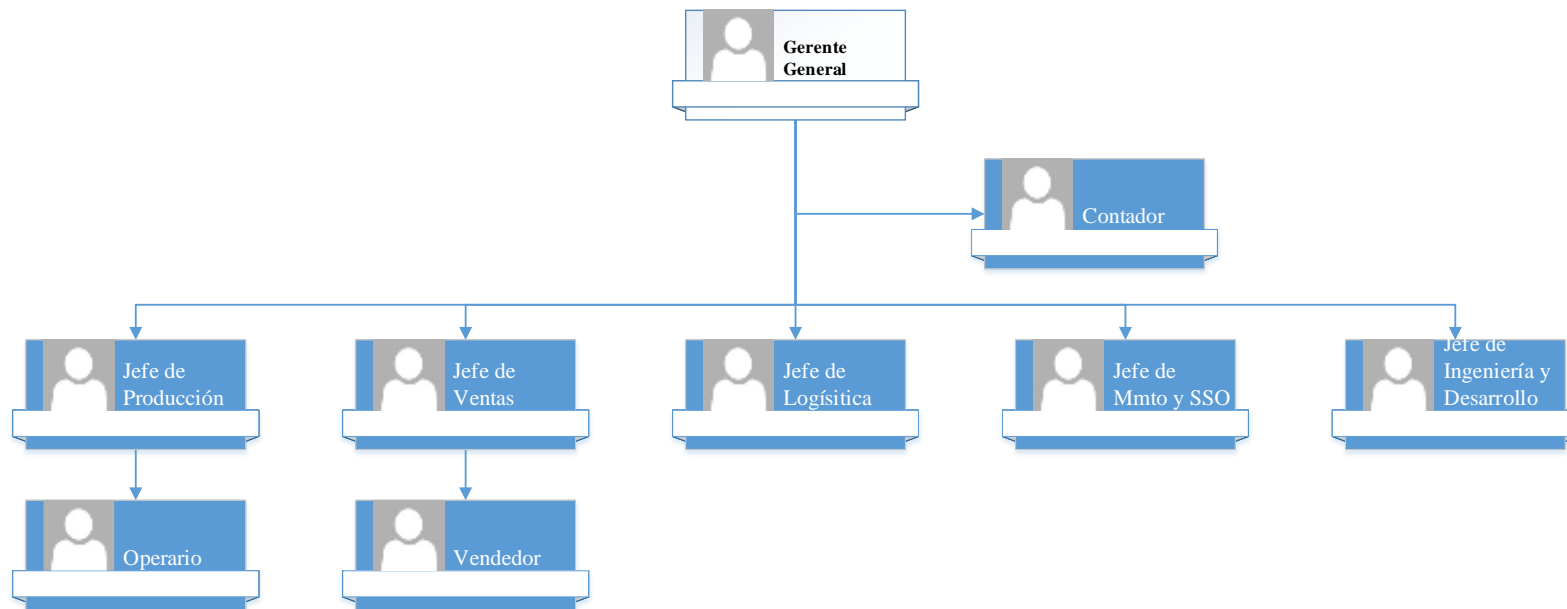 Gerente
General
Contador
Jefe de
Producción
Jefe de
Ventas
Jefe de
Logísitica
Jefe de
Mmto y SSO
Jefe de
Ingeniería y
Desarrollo
Operario
Vendedor